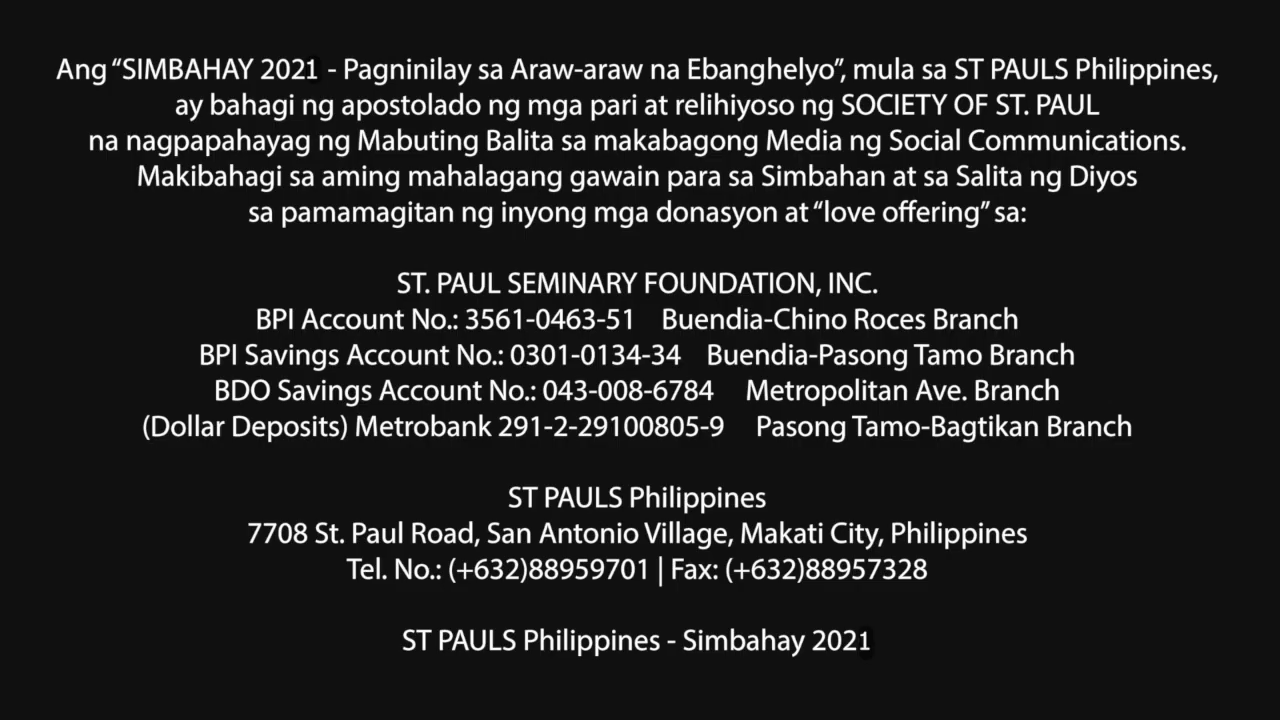 Ang “SIMBAHAY 2021 - Pagninilay sa Araw-araw na Ebanghelyo”, mula sa ST PAULS Philippines,
ay bahagi ng apostolado ng mga pari at relihiyoso ng SOCIETY OF ST. PAUL
na nagpapahayag ng Mabuting Balita sa makabagong Media ng Social Communications.
Makibahagi sa aming mahalagang gawain para sa Simbahan at sa Salita ng Diyos
sa pamamagitan ng inyong mga donasyon at “love offering” sa:
ST. PAUL SEMINARY FOUNDATION, INC.
BPI Account No.: 3561-0463-51 Buendia-Chino Roces Branch
BPI Savings Account No.: 0301-0134-34 Buendia-Pasong Tamo Branch
BDO Savings Account No.: 043-008-6784 Metropolitan Ave. Branch
(Dollar Deposits) Metrobank 291-2-29100805-9 Pasong Tamo-Bagtikan Branch
ST PAULS Philippines
7708 St. Paul Road, San Antonio Village, Makati City, Philippines
Tel. No.: (+632)88959701 | Fax: (+632)88957328
ST PAULS Philippines - Simbahay 2021